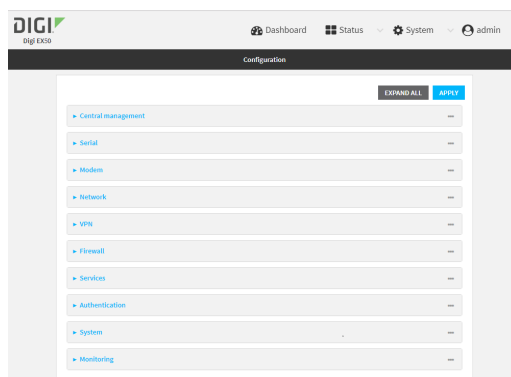 DIGI
Digi EX50
Dashboard Status System admin
Configuration
EXPAND ALL APPLY
Central management
Serial
Modem
Network
VPN
Firewall
Services
Authentication
System
Monitoring